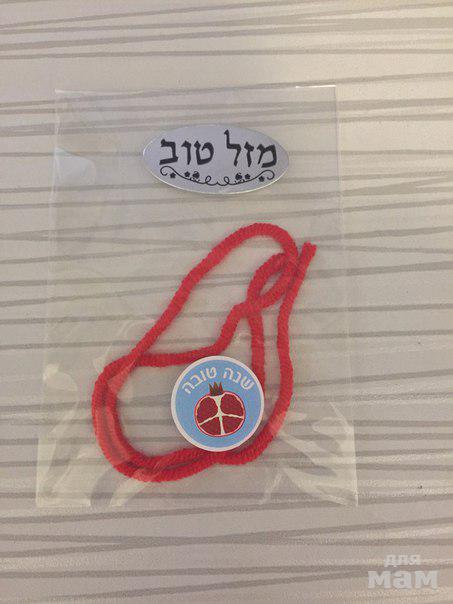 מזל טוב
שנה טובה
для
мам